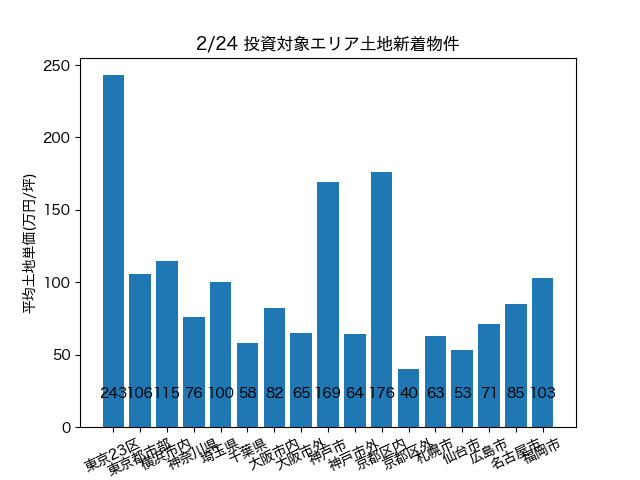 2/24 投資対象エリア土地新着物件
平均土地単価(万円/坪)
250
200
150
100
50
0
243 106 115 76 100 58 82 65 169 64 176 40 63 53 71 85 103
東京23区 東京都市部 横浜市内 神奈川県 埼玉県 千葉県 大阪市内 大阪市外 神戸市 神戸市外 京都区内 京都区外 札幌市 仙台市 広島市 名古屋市 福岡市